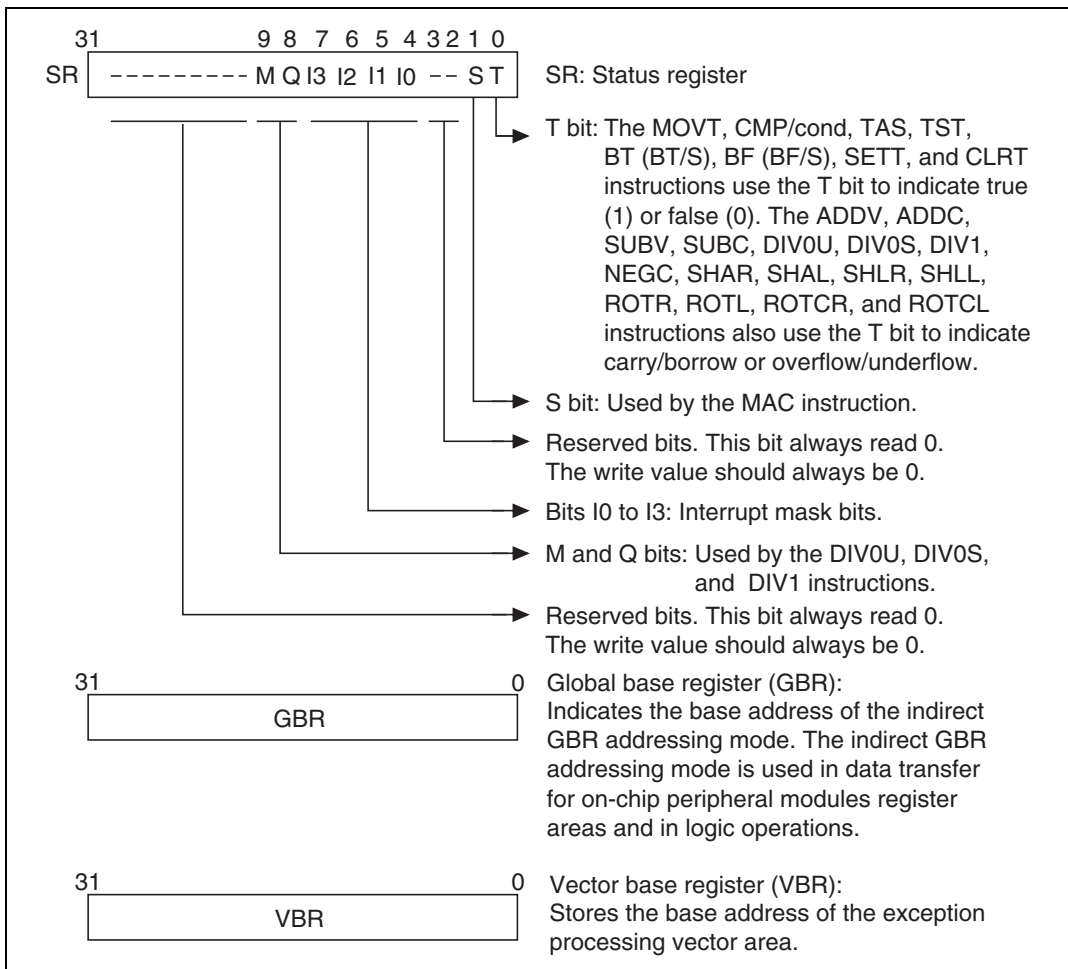 31 9 8 7 6 5 4 3 2 1 0
SR --------- M Q I3 I2 I1 I0 -- S T
SR: Status register
T bit: The MOVT, CMP/cond, TAS, TST,
BT (BT/S), BF (BF/S), SETT, and CLRT
instructions use the T bit to indicate true
(1) or false (0). The ADDV, ADDC,
SUBV, SUBC, DIV0U, DIV0S, DIV1,
NEGC, SHAR, SHAL, SHLR, SHLL,
ROTR, ROTL, ROTCR, and ROTCL
instructions also use the T bit to indicate
carry/borrow or overflow/underflow.
S bit: Used by the MAC instruction.
Reserved bits. This bit always read 0.
The write value should always be 0.
Bits I0 to I3: Interrupt mask bits.
M and Q bits: Used by the DIV0U, DIV0S,
and DIV1 instructions.
Reserved bits. This bit always read 0.
The write value should always be 0.
31 0
GBR
Global base register (GBR):
Indicates the base address of the indirect
GBR addressing mode. The indirect GBR
addressing mode is used in data transfer
for on-chip peripheral modules register
areas and in logic operations.
31 0
VBR
Vector base register (VBR):
Stores the base address of the exception
processing vector area.